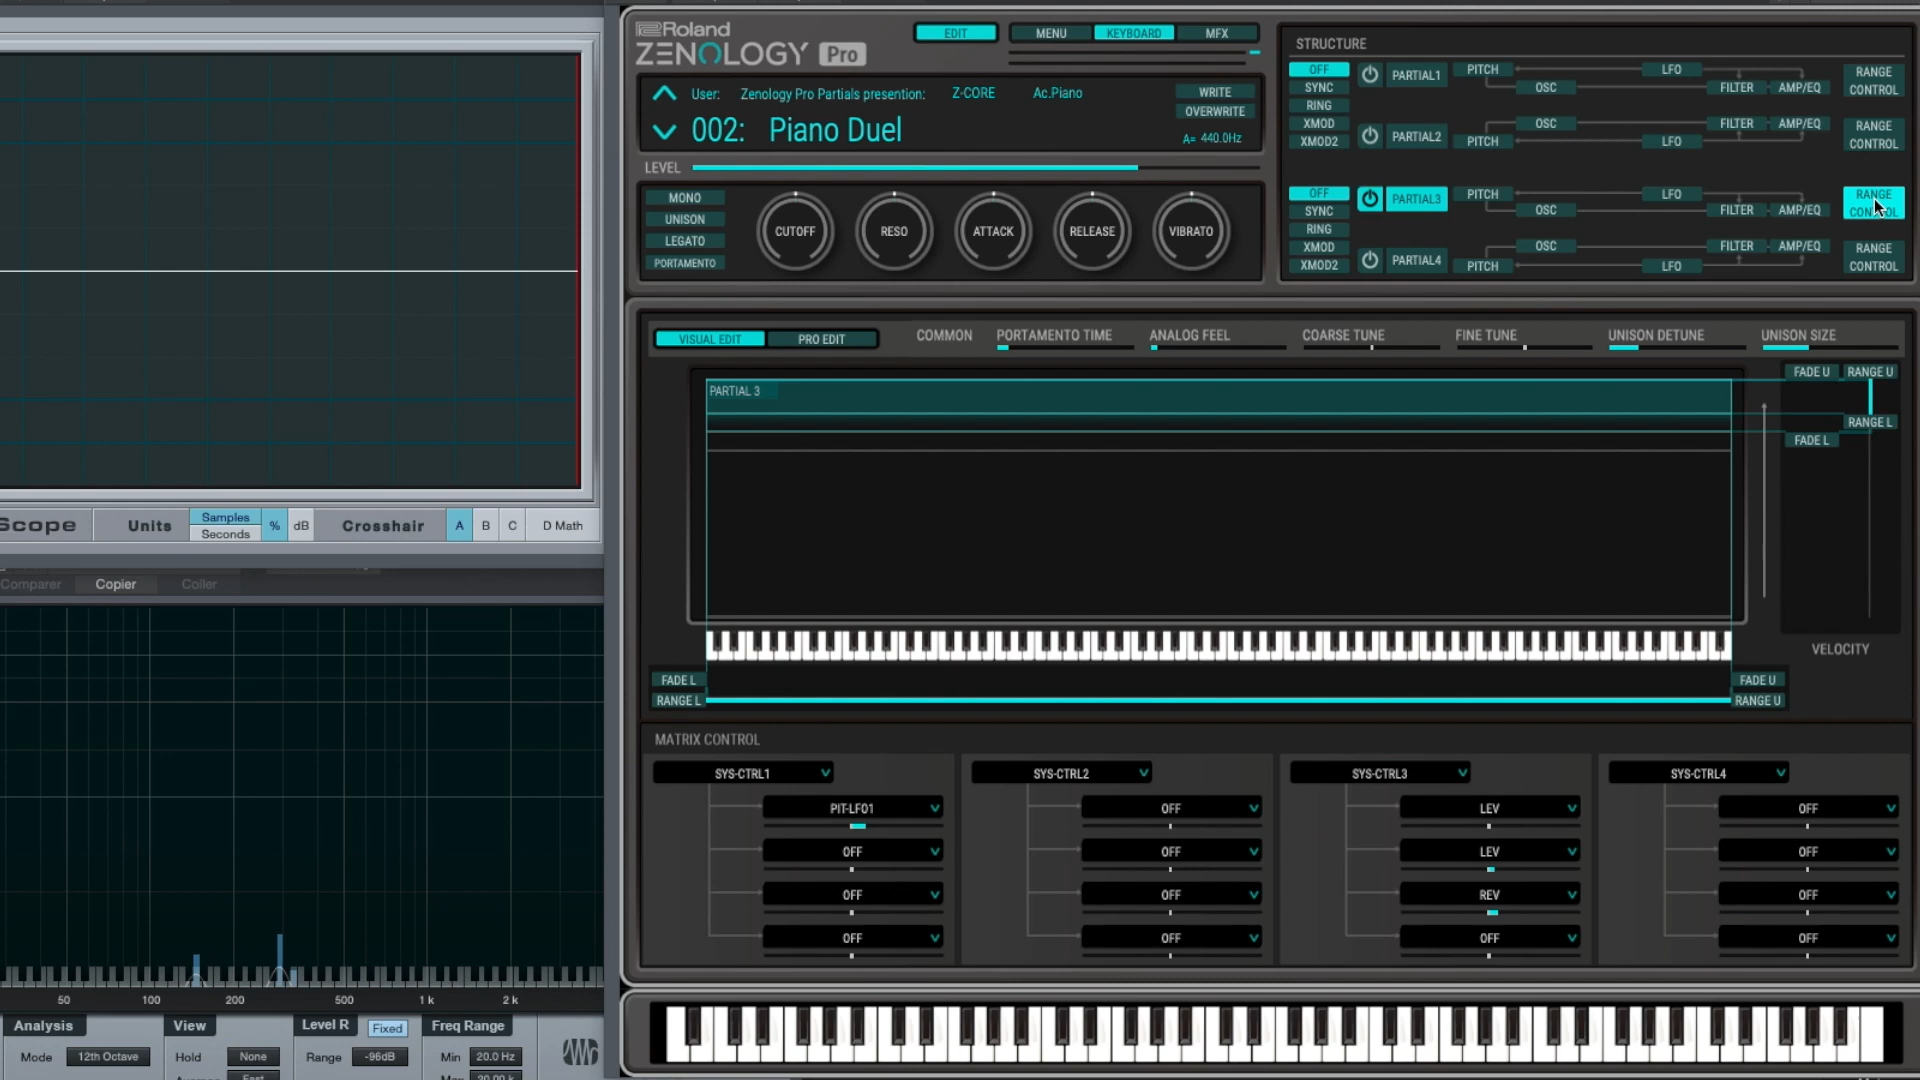 Roland
ZENOLOGY Pro
EDIT
MENU
KEYBOARD
MFX
User: Zenology Pro Partials presention: Z-CORE Ac.Piano
002: Piano Duel
WRITE
OVERWRITE
A= 440.0Hz
LEVEL
MONO
UNISON
LEGATO
PORTAMENTO
CUTOFF
RESO
ATTACK
RELEASE
VIBRATO
STRUCTURE
OFF
SYNC
RING
XMOD
XMOD2
PARTIAL1
PITCH
OSC
LFO
FILTER
AMP/EQ
RANGE
CONTROL
PARTIAL2
OSC
PITCH
FILTER
AMP/EQ
LFO
RANGE
CONTROL
OFF
SYNC
RING
XMOD
XMOD2
PARTIAL3
PITCH
OSC
LFO
FILTER
AMP/EQ
RANGE
CONTROL
PARTIAL4
OSC
PITCH
FILTER
AMP/EQ
LFO
RANGE
CONTROL
VISUAL EDIT
PRO EDIT
COMMON
PORTAMENTO TIME
ANALOG FEEL
COARSE TUNE
FINE TUNE
UNISON DETUNE
UNISON SIZE
PARTIAL 3
FADE U
RANGE U
RANGE L
FADE L
VELOCITY
FADE L
RANGE L
FADE U
RANGE U
MATRIX CONTROL
SYS-CTRL1
PIT-LFO1
OFF
OFF
OFF
SYS-CTRL2
OFF
OFF
OFF
OFF
SYS-CTRL3
LEV
LEV
REV
OFF
SYS-CTRL4
OFF
OFF
OFF
OFF
Scope
Units
Samples
Seconds
%
dB
Crosshair
A
B
C
D Math
Comparer
Copier
Coller
50
100
200
500
1 k
2 k
Analysis
View
Level R
Fixed
Freq Range
Mode
12th Octave
Hold
None
Range
-96dB
Min
20.0 Hz